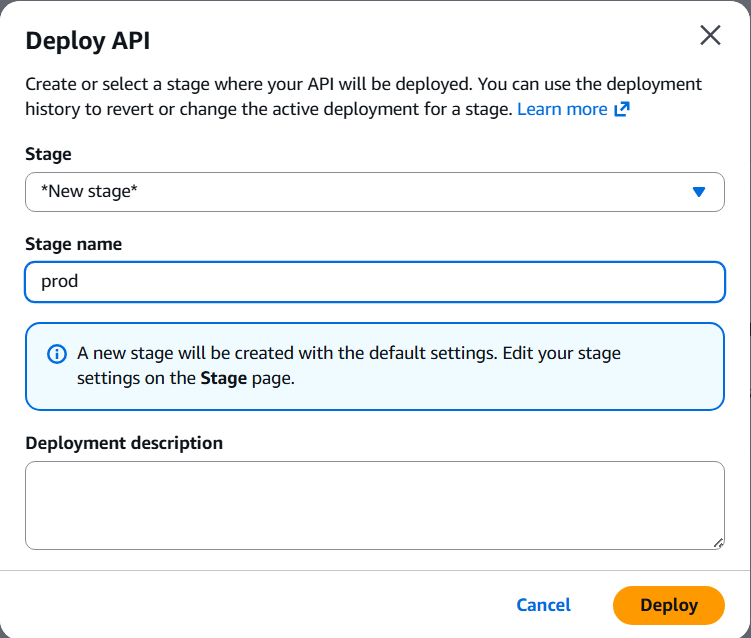 Deploy API
Create or select a stage where your API will be deployed. You can use the deployment
history to revert or change the active deployment for a stage. Learn more
Stage
*New stage*
Stage name
prod
A new stage will be created with the default settings. Edit your stage
settings on the Stage page.
Deployment description
Cancel
Deploy